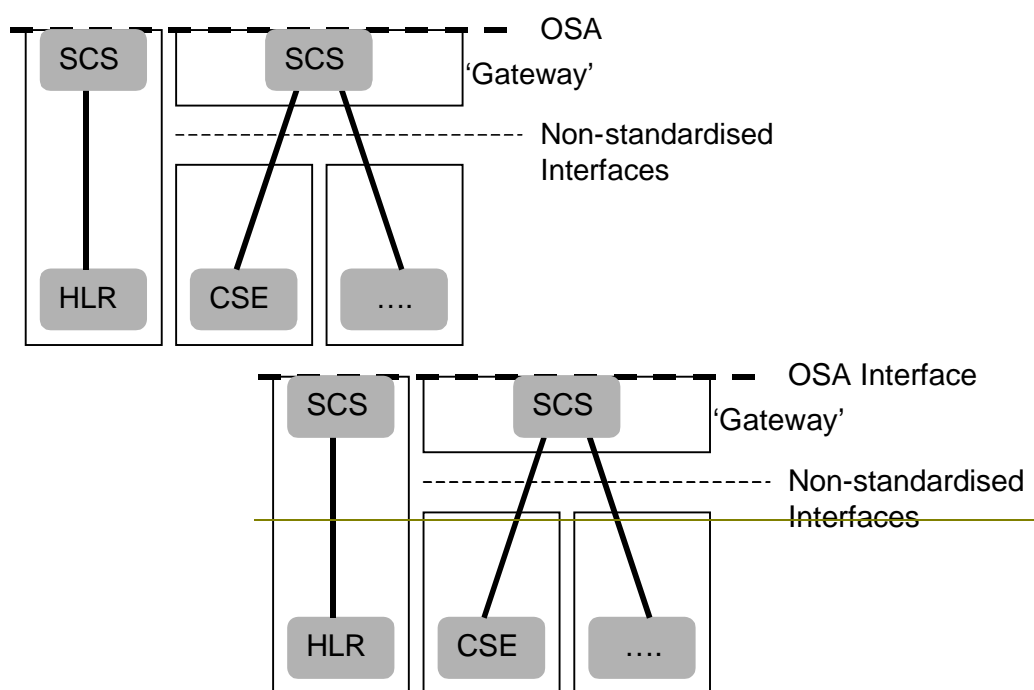 OSA
SCS
SCS
‘Gateway’
Non-standardised
Interfaces
HLR
CSE
….
OSA Interface
SCS
SCS
‘Gateway’
Non-standardised
Interfaces
HLR
CSE
….